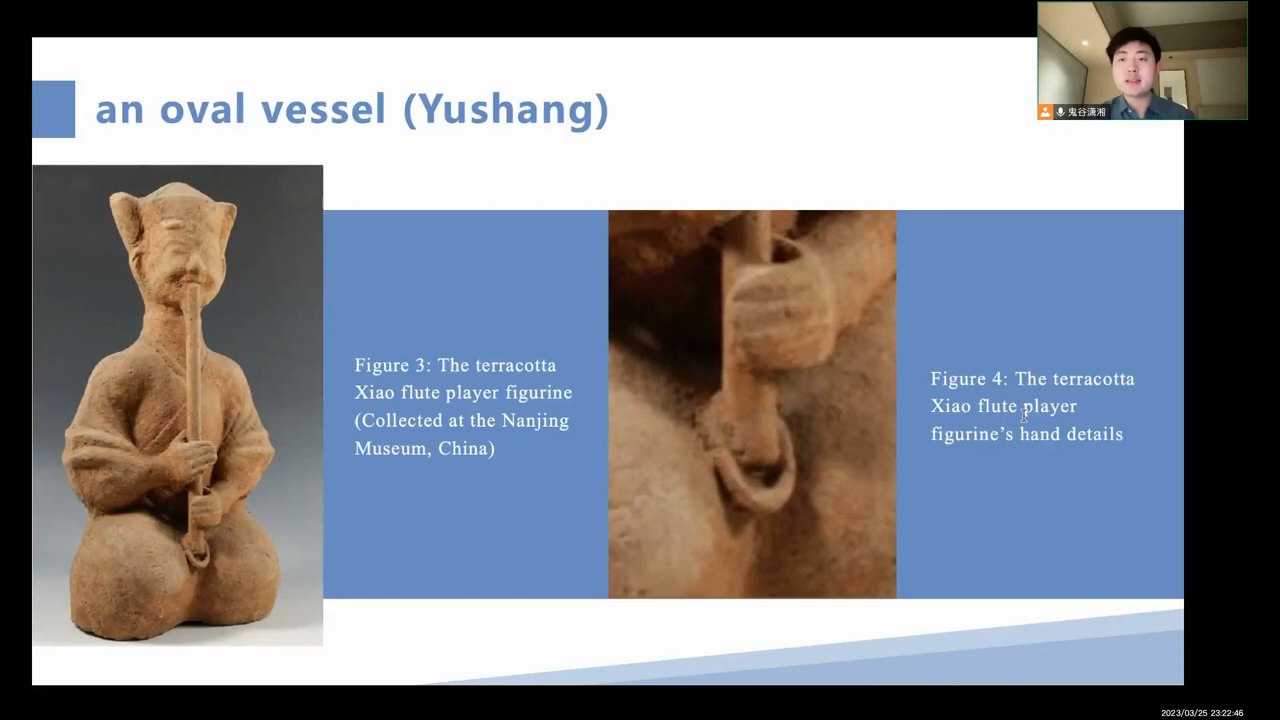 an oval vessel (Yushang)
鬼谷潇湘
Figure 3: The terracotta
Xiao flute player figurine
(Collected at the Nanjing
Museum, China)
Figure 4: The terracotta
Xiao flute player
figurine’s hand details
2023/03/25 23:22:46